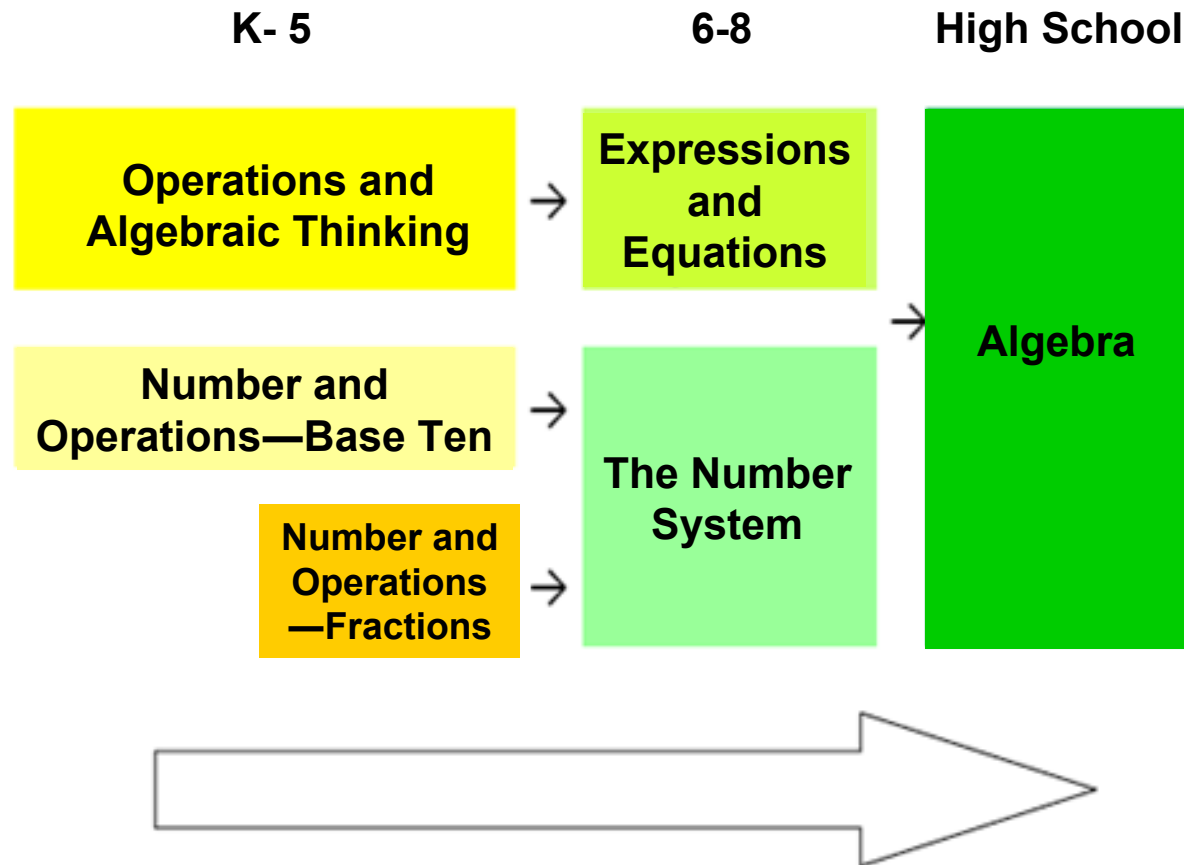 K- 5
6-8
High School
Operations and
Algebraic Thinking
Expressions
and
Equations
Algebra
Number and
Operations—Base Ten
The Number
System
Number and
Operations
—Fractions